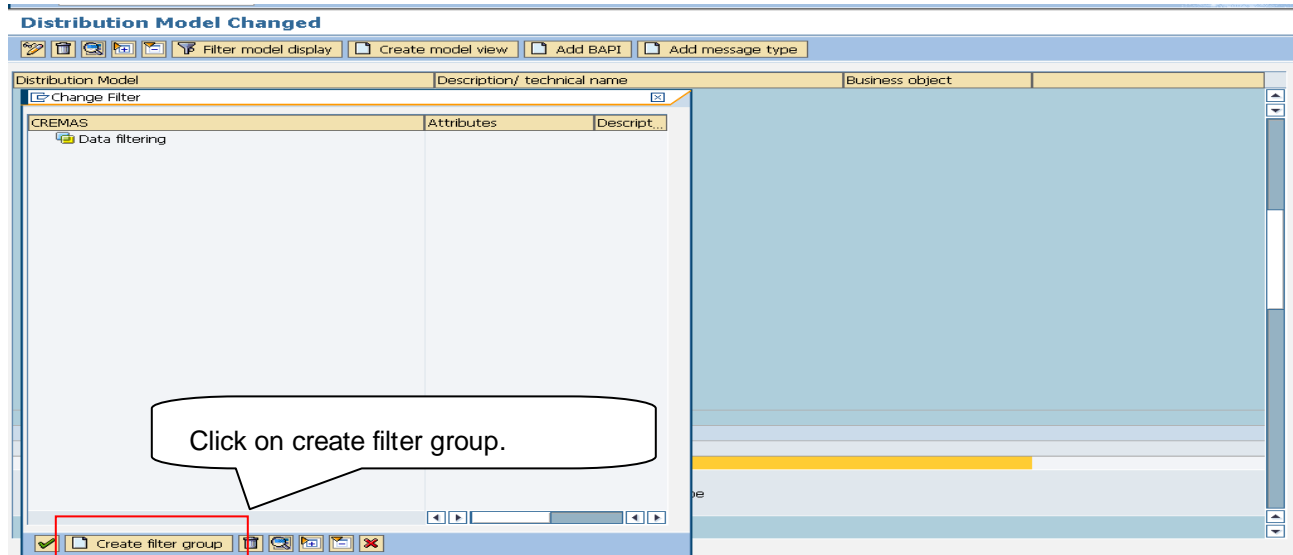 Distribution Model Changed
Filter model display Create model view Add BAPI Add message type
Distribution Model Description/ technical name Business object
Change Filter
CREMAS Attributes Descript...
Data filtering
Click on create filter group.
Create filter group